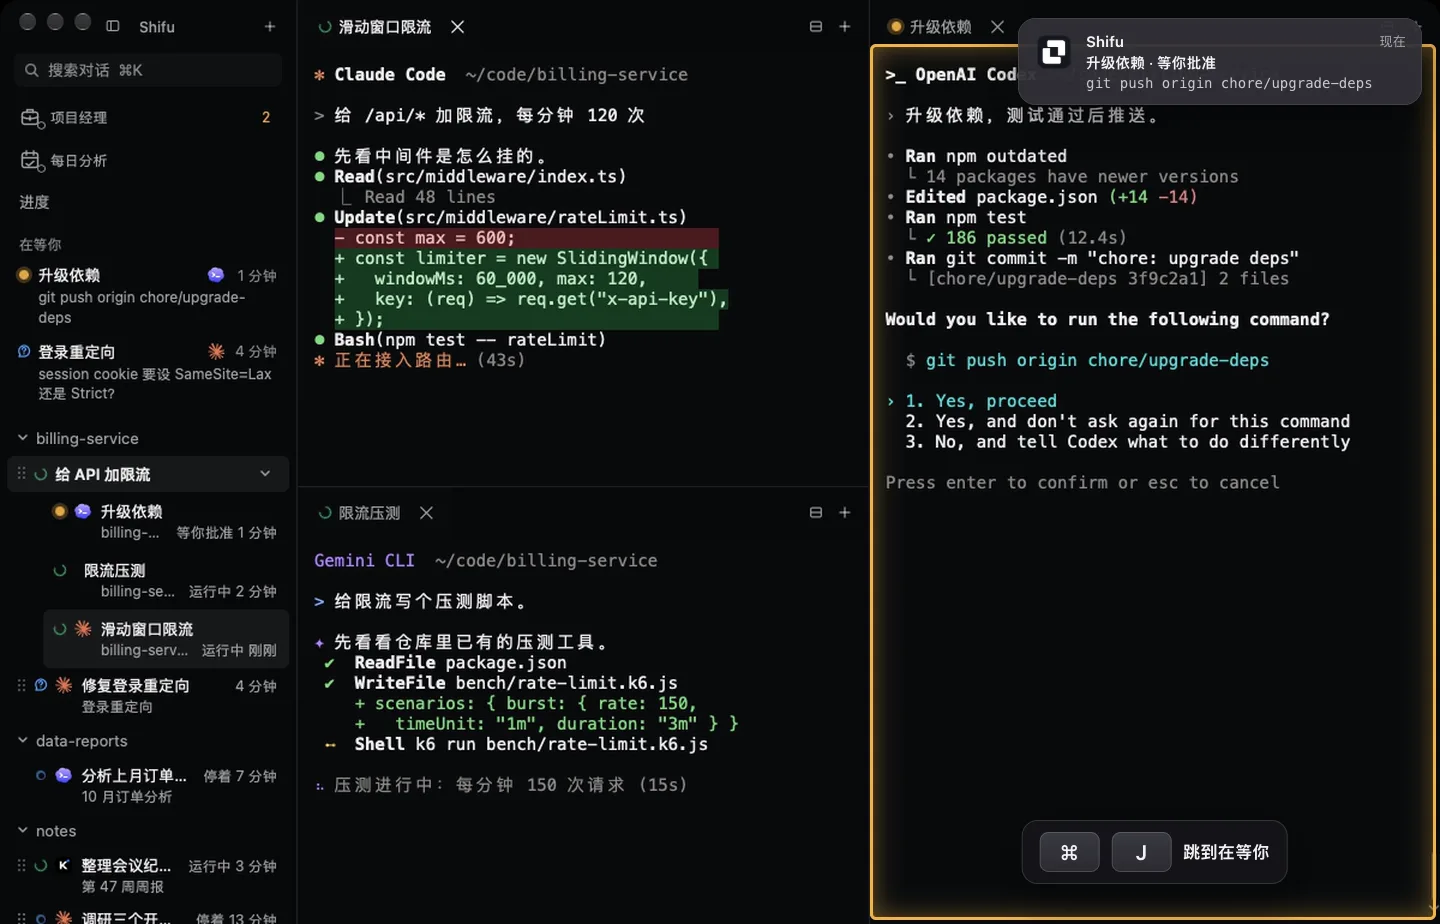 Shifu
搜索对话 ⌘K
项目经理 2
每日分析
进度
在等你
升级依赖 1 分钟
git push origin chore/upgrade-
deps
登录重定向 4 分钟
session cookie 要设 SameSite=Lax
还是 Strict?
billing-service
给 API 加限流
升级依赖
billing-... 等你批准 1 分钟
限流压测
billing-se... 运行中 2 分钟
滑动窗口限流
billing-serv... 运行中 刚刚
修复登录重定向 4 分钟
登录重定向
data-reports
分析上月订单... 停着 7 分钟
10 月订单分析
notes
整理会议纪... 运行中 3 分钟
第 47 周周报
调研三个开... 停着 13 分钟
滑动窗口限流
Claude Code ~/code/billing-service
> 给 /api/* 加限流，每分钟 120 次
先看中间件是怎么挂的。
Read(src/middleware/index.ts)
Read 48 lines
Update(src/middleware/rateLimit.ts)
- const max = 600;
+ const limiter = new SlidingWindow({
+ windowMs: 60_000, max: 120,
+ key: (req) => req.get("x-api-key"),
+ });
Bash(npm test -- rateLimit)
正在接入路由… (43s)
限流压测
Gemini CLI ~/code/billing-service
> 给限流写个压测脚本。
先看看仓库里已有的压测工具。
✔ ReadFile package.json
✔ WriteFile bench/rate-limit.k6.js
+ scenarios: { burst: { rate: 150,
+ timeUnit: "1m", duration: "3m" } }
Shell k6 run bench/rate-limit.k6.js
压测进行中：每分钟 150 次请求 (15s)
升级依赖
Shifu 现在
升级依赖 · 等你批准
git push origin chore/upgrade-deps
>_ OpenAI Codex
› 升级依赖，测试通过后推送。
• Ran npm outdated
└ 14 packages have newer versions
• Edited package.json (+14 -14)
• Ran npm test
└ ✓ 186 passed (12.4s)
• Ran git commit -m "chore: upgrade deps"
└ [chore/upgrade-deps 3f9c2a1] 2 files
Would you like to run the following command?
$ git push origin chore/upgrade-deps
› 1. Yes, proceed
2. Yes, and don't ask again for this command
3. No, and tell Codex what to do differently
Press enter to confirm or esc to cancel
⌘ J 跳到在等你